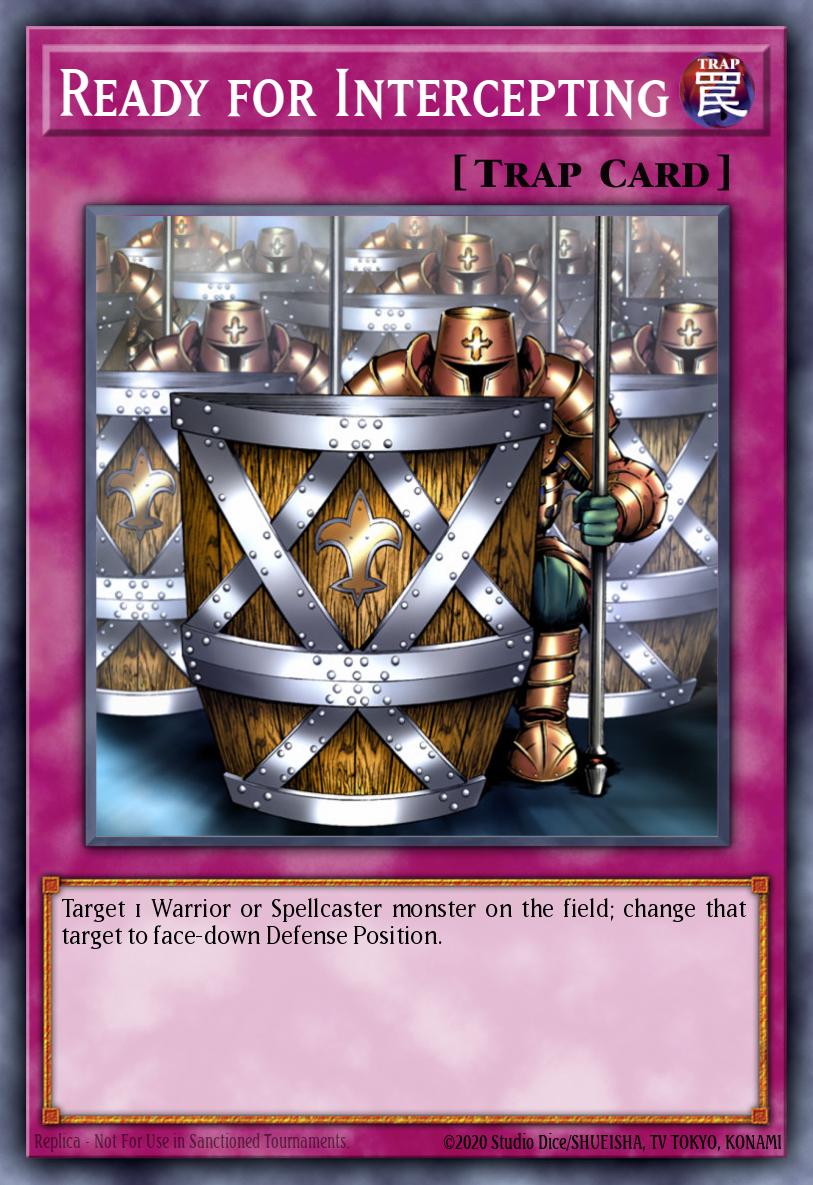 READY FOR INTERCEPTING
TRAP
罠
[TRAP CARD]
Target 1 Warrior or Spellcaster monster on the field; change that
target to face-down Defense Position.
Replica - Not For Use in Sanctioned Tournaments.
©2020 Studio Dice/SHUEISHA, TV TOKYO, KONAMI